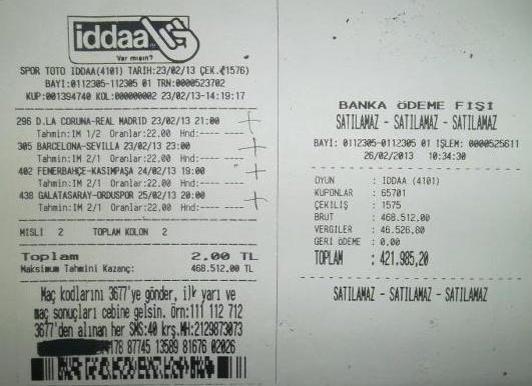 iddaa
Var mısın?
SPOR TOTO IDDAA(4101) TARİH:23/02/13 ÇEK.(1576)
BAYİ:0112305-112305 01 TRN:0000523702
KUP:001394740 KOL:000000002 23/02/13-14:19:17
296 D.LA CORUNA-REAL MADRID 23/02/13 21:00
Tahmin:IM 1/2 Oranlar:22.00 Hnd:---- ----
305 BARCELONA-SEVILLA 23/02/13 23:00
Tahmin:IM 2/1 Oranlar:22.00 Hnd:---- ----
402 FENERBAHÇE-KASIMPAŞA 24/02/13 19:00
Tahmin:IM 2/1 Oranlar:22.00 Hnd:---- ----
438 GALATASARAY-ORDUSPOR 25/02/13 20:00
Tahmin:IM 2/1 Oranlar:22.00 Hnd:---- ----
MISLI 2 TOPLAM KOLON 2
Toplam 2.00 TL
Maksimum Tahmini Kazanç: 468.512.00 TL
Maç kodlarını 3677'ye gönder, ilk yarı ve
maç sonuçları cebine gelsin. örn:111 112 712
3677'den alınan her SMS:40 krş.MH:2129873073
178 87745 13589 81676 02026
BANKA ÖDEME FİŞİ
SATILAMAZ - SATILAMAZ - SATILAMAZ
BAYİ: 0112305-112305 01 İŞLEM: 0000525611
26/02/2013 10:34:30
OYUN : IDDAA (4101)
KUPONLAR : 65701
ÇEKİLİŞ : 1575
BRUT : 468.512.00
VERGILER : 46.526.80
GERI ÖDEME : 0,00
TOPLAM : 421.985,20
SATILAMAZ - SATILAMAZ - SATILAMAZ